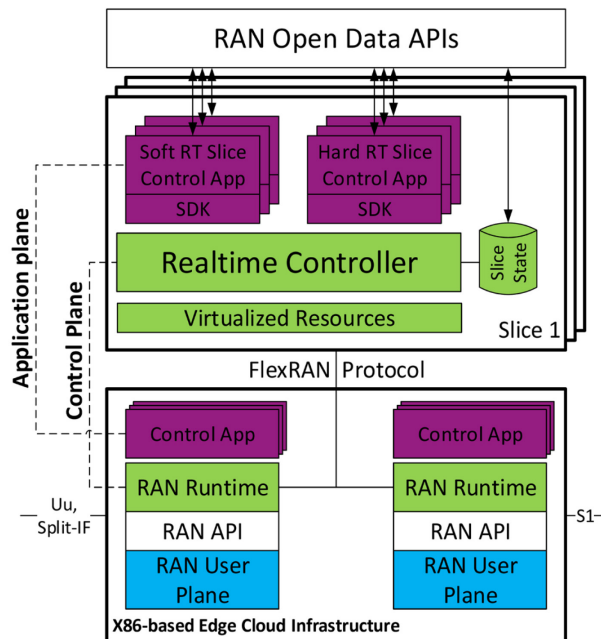 RAN Open Data APIs
Soft RT Slice
Control App
SDK
Hard RT Slice
Control App
SDK
Realtime Controller
Slice
State
Virtualized Resources
Slice 1
Application plane
Control Plane
FlexRAN Protocol
Control App
Control App
RAN Runtime
RAN Runtime
Uu,
Split-IF
S1
RAN API
RAN API
RAN User
Plane
RAN User
Plane
X86-based Edge Cloud Infrastructure